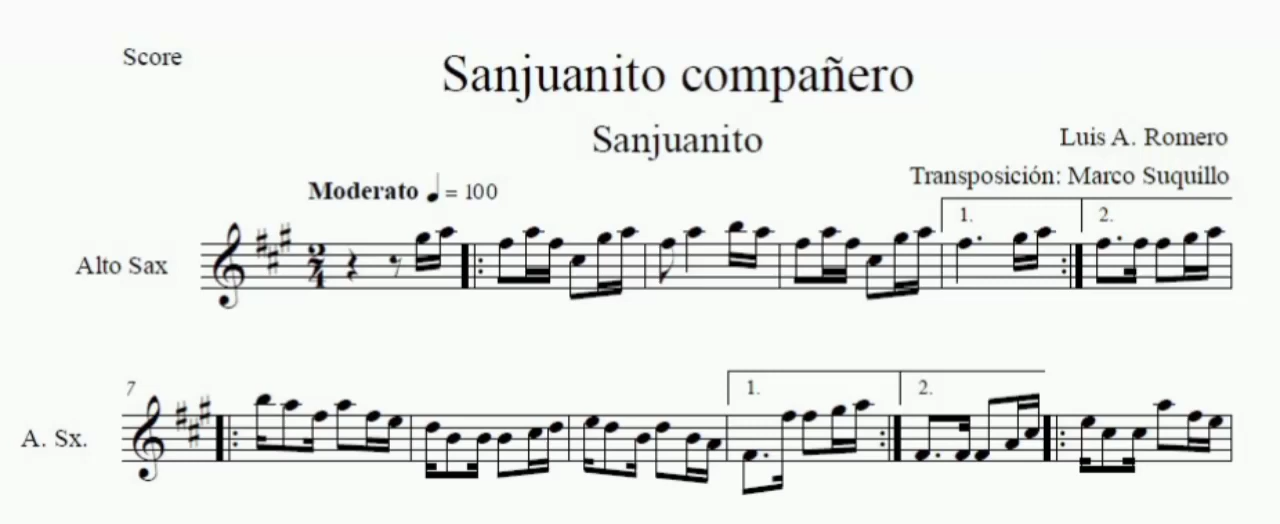 Score
Sanjuanito compañero
Sanjuanito
Luis A. Romero
Transposición: Marco Suquillo
Moderato ♩ = 100
1.
2.
Alto Sax
2
4
7
1.
2.
A. Sx.